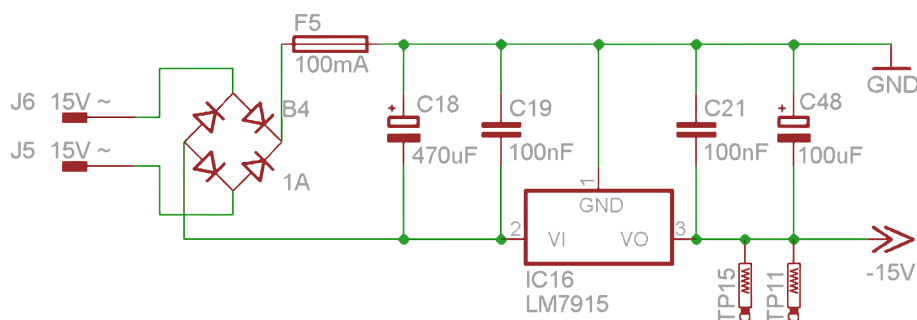 F5
100mA
J6 15V ~
J5 15V ~
B4
1A
C18
470uF
C19
100nF
C21
100nF
C48
100uF
GND
1
GND
2
VI
VO
3
IC16
LM7915
TP15
TP11
-15V